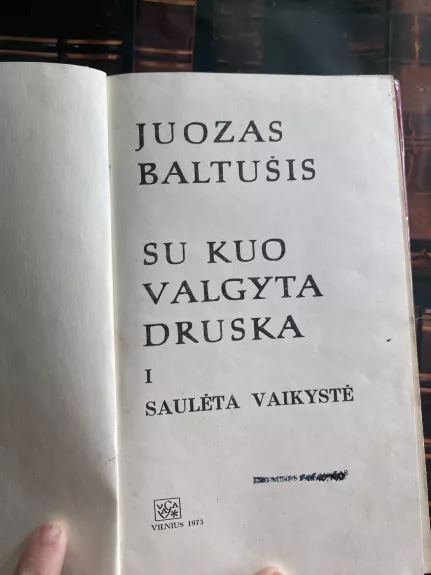 JUOZAS
BALTUŠIS
SU KUO
VALGYTA
DRUSKA
I
SAULĖTA VAIKYSTĖ
VILNIUS 1973